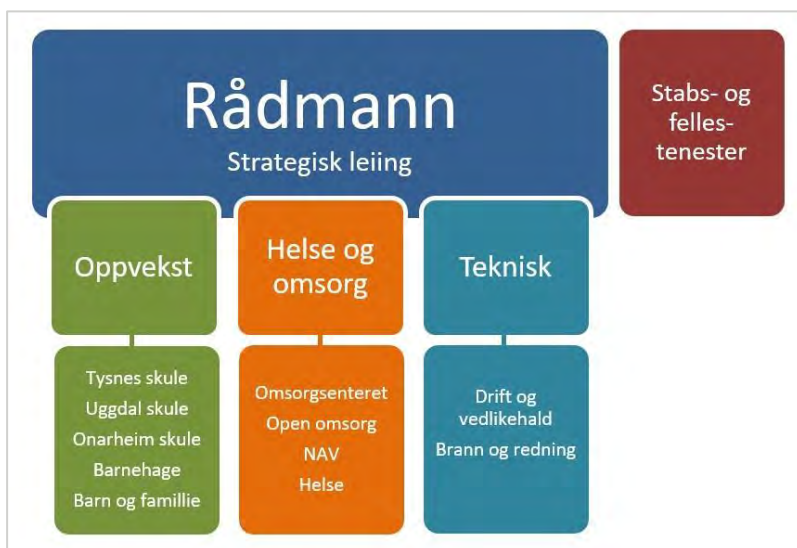 Rådmann
Strategisk leiing
Stabs- og
felles-
tenester
Oppvekst
Helse og
omsorg
Teknisk
Tysnes skule
Uggdal skule
Onarheim skule
Barnehage
Barn og famillie
Omsorgsenteret
Open omsorg
NAV
Helse
Drift og
vedlikehald
Brann og redning